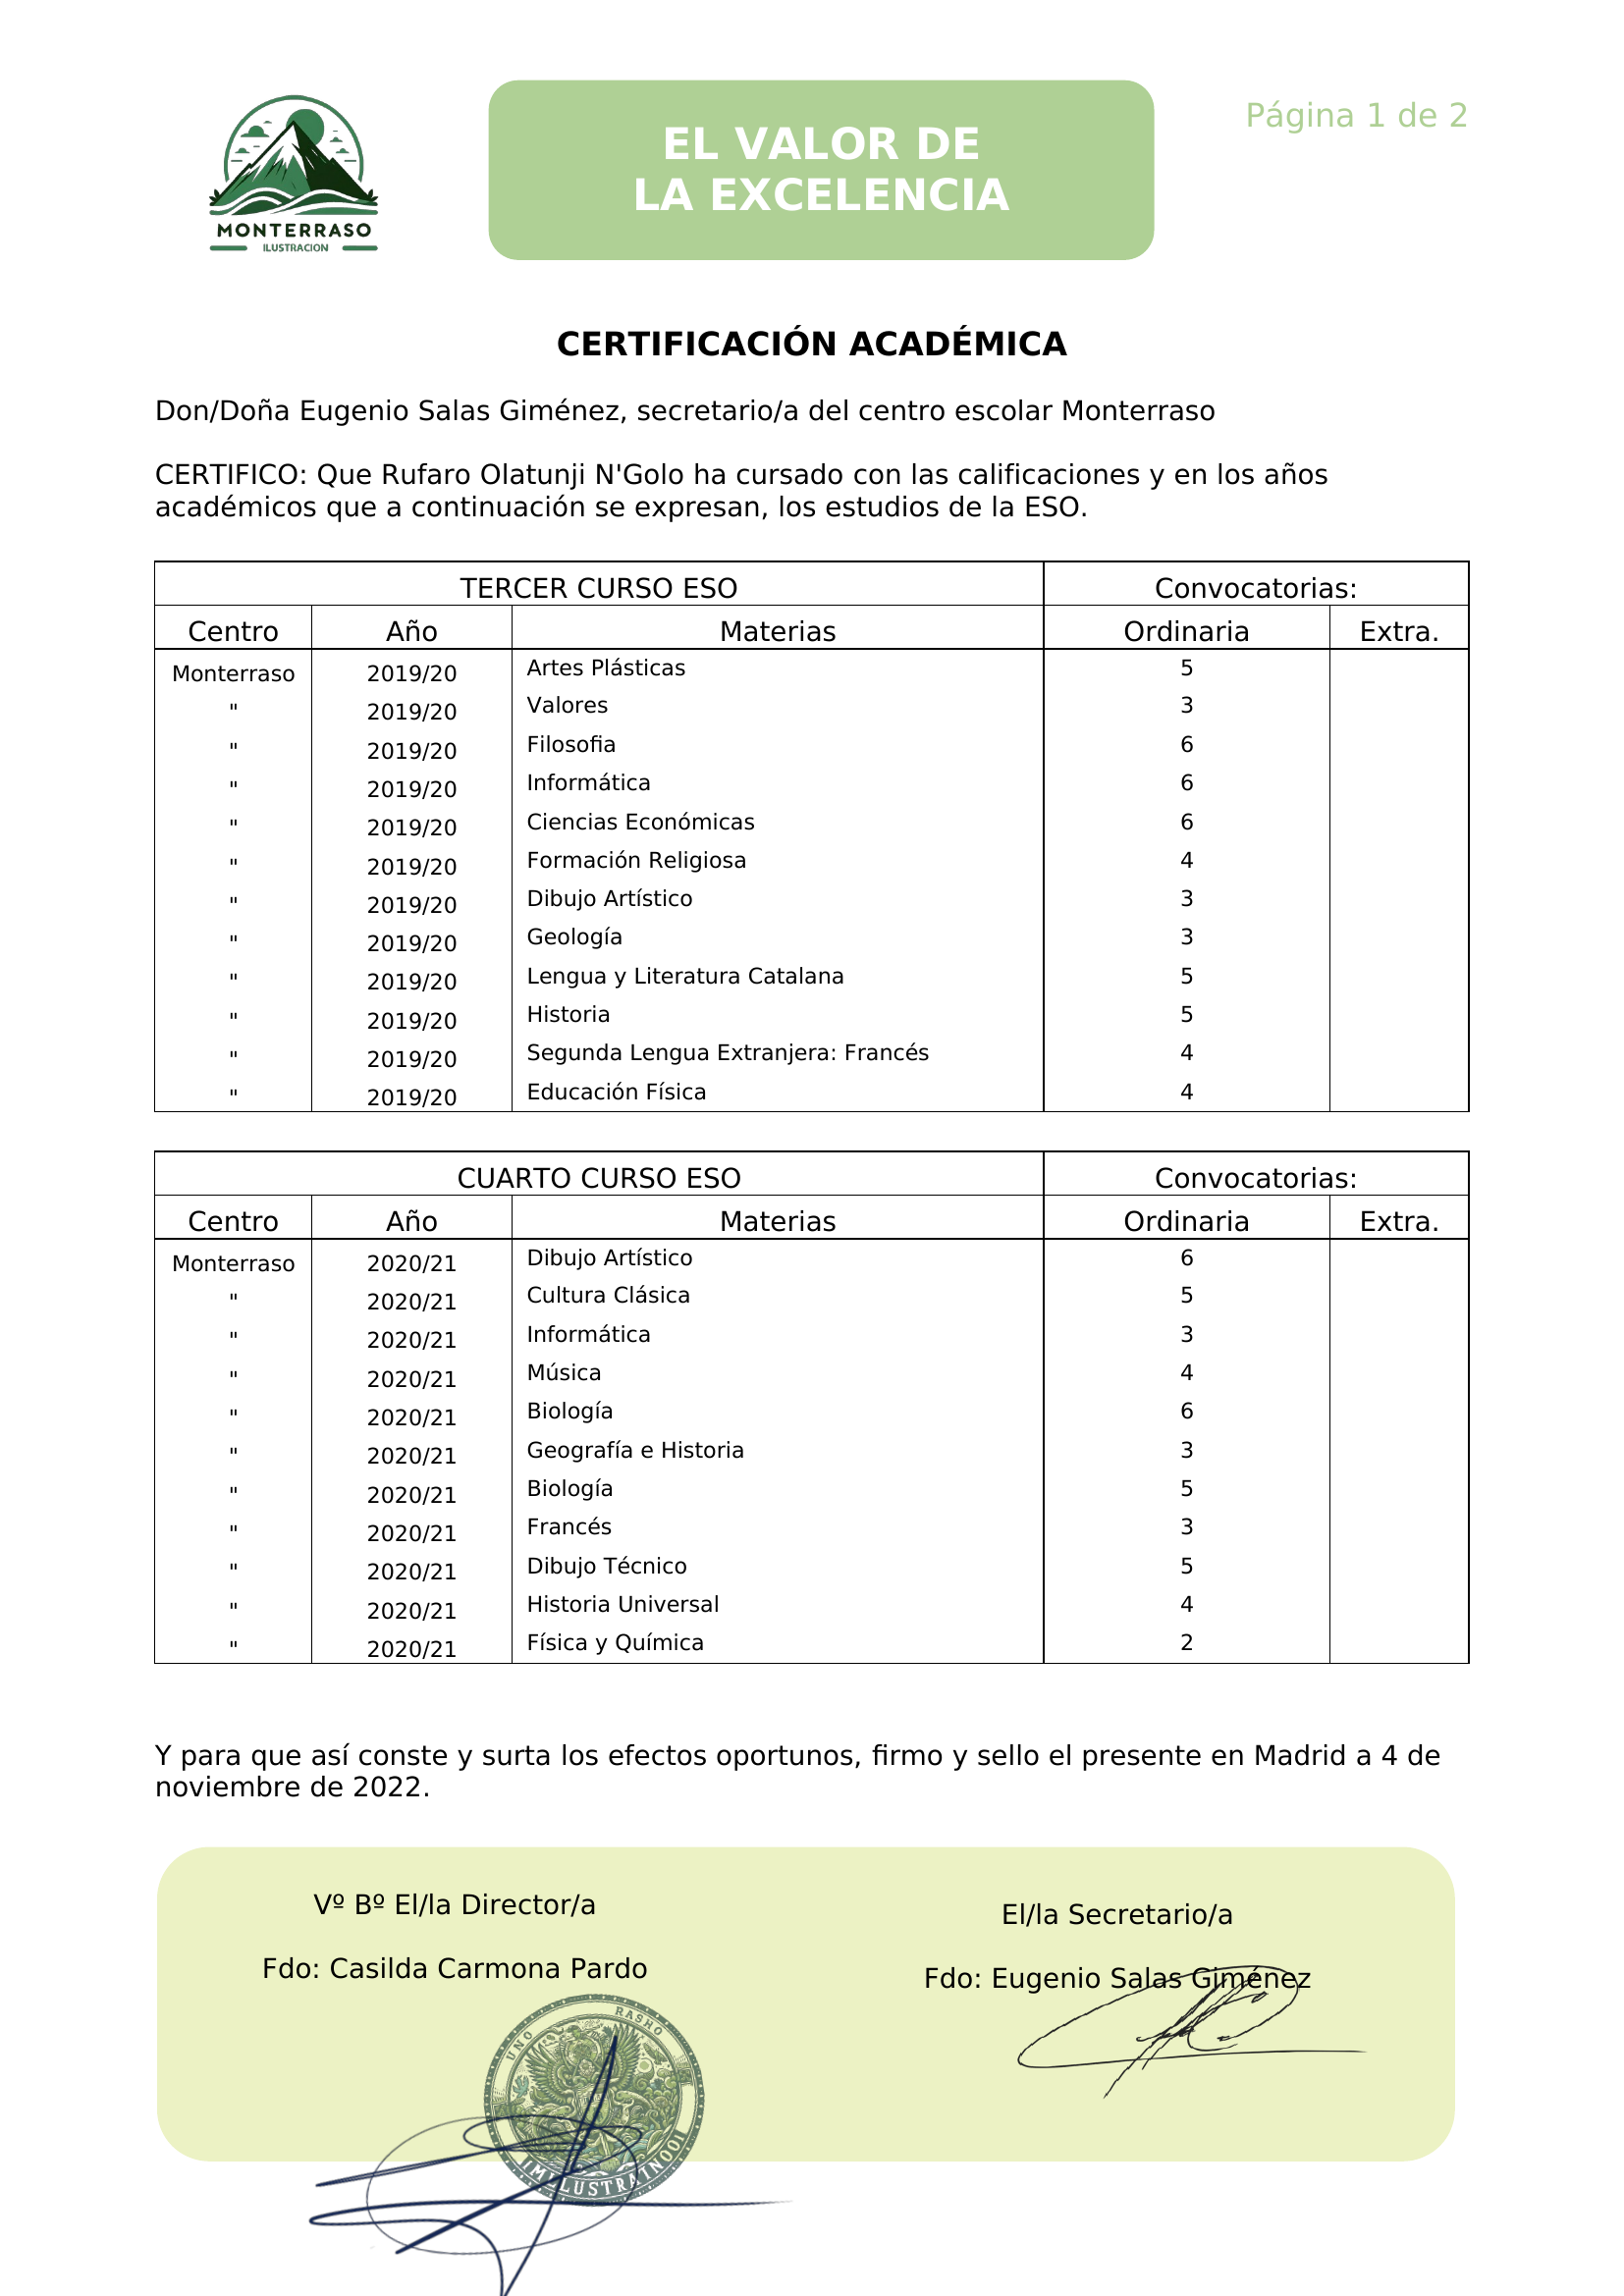 MONTERRASO
ILUSTRACION
EL VALOR DE
LA EXCELENCIA
Página 1 de 2
CERTIFICACIÓN ACADÉMICA
Don/Doña Eugenio Salas Giménez, secretario/a del centro escolar Monterraso
CERTIFICO: Que Rufaro Olatunji N'Golo ha cursado con las calificaciones y en los años
académicos que a continuación se expresan, los estudios de la ESO.
TERCER CURSO ESO Convocatorias:
Centro Año Materias Ordinaria Extra.
Monterraso 2019/20 Artes Plásticas 5
" 2019/20 Valores 3
" 2019/20 Filosofia 6
" 2019/20 Informática 6
" 2019/20 Ciencias Económicas 6
" 2019/20 Formación Religiosa 4
" 2019/20 Dibujo Artístico 3
" 2019/20 Geología 3
" 2019/20 Lengua y Literatura Catalana 5
" 2019/20 Historia 5
" 2019/20 Segunda Lengua Extranjera: Francés 4
" 2019/20 Educación Física 4
CUARTO CURSO ESO Convocatorias:
Centro Año Materias Ordinaria Extra.
Monterraso 2020/21 Dibujo Artístico 6
" 2020/21 Cultura Clásica 5
" 2020/21 Informática 3
" 2020/21 Música 4
" 2020/21 Biología 6
" 2020/21 Geografía e Historia 3
" 2020/21 Biología 5
" 2020/21 Francés 3
" 2020/21 Dibujo Técnico 5
" 2020/21 Historia Universal 4
" 2020/21 Física y Química 2
Y para que así conste y surta los efectos oportunos, firmo y sello el presente en Madrid a 4 de
noviembre de 2022.
Vº Bº El/la Director/a
Fdo: Casilda Carmona Pardo
El/la Secretario/a
Fdo: Eugenio Salas Giménez
UNO RASHO